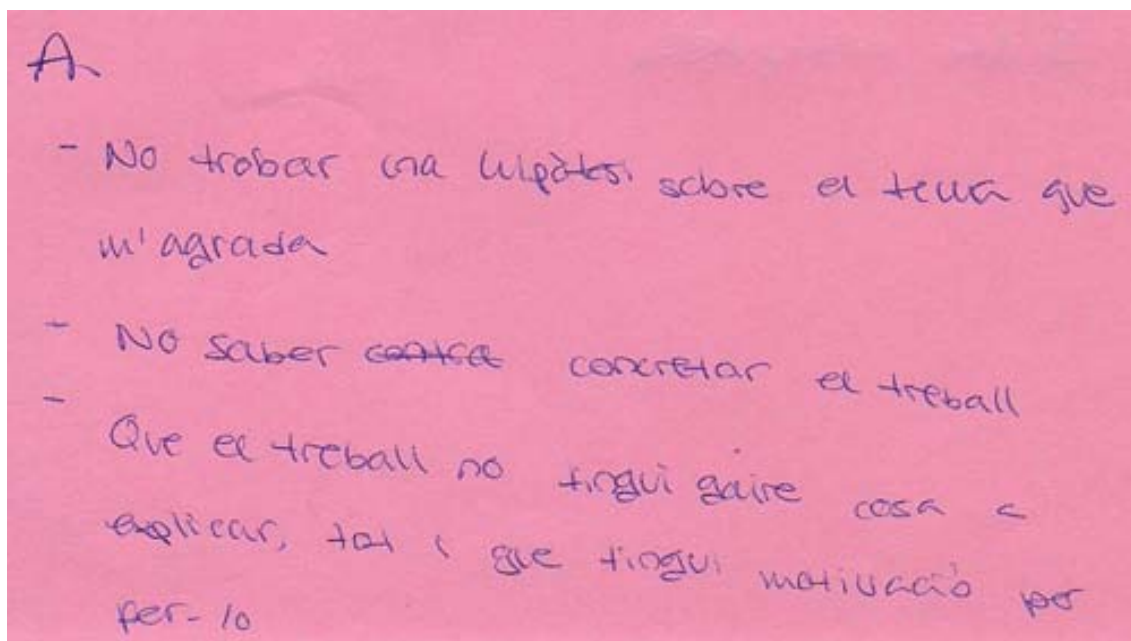 A.
- No trobar una hipòtesi sobre el tema que
m'agrada
- No saber contra concretar el treball
- Que el treball no tingui gaire cosa a
explicar, tot i que tingui motivació per
fer-lo